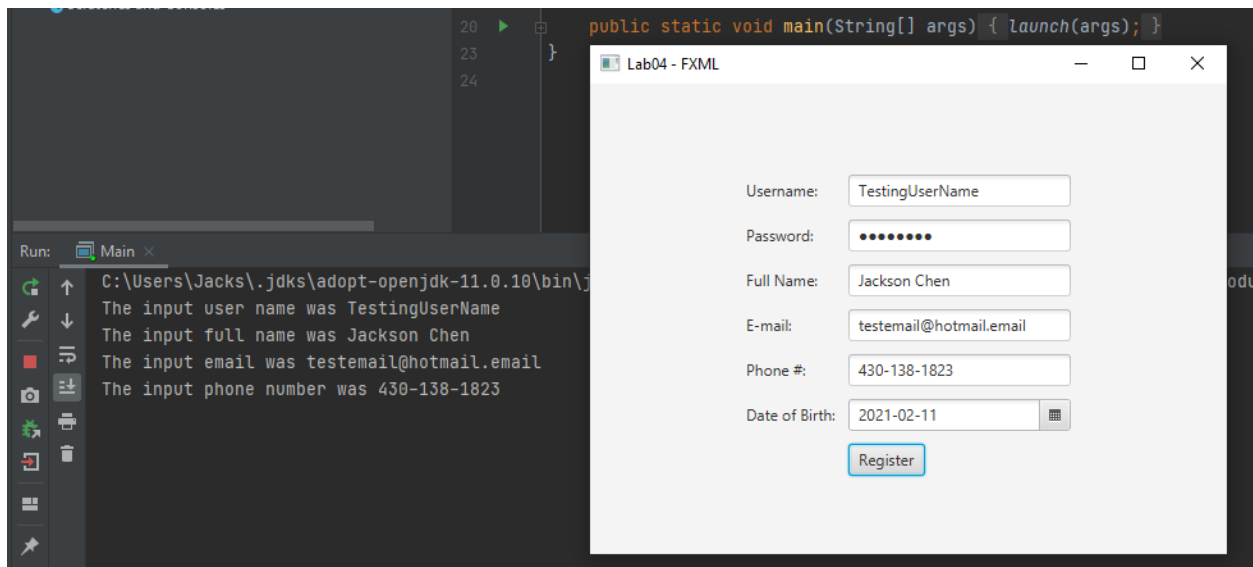 20 public static void main(String[] args) { launch(args); }
23 }
24
Lab04 - FXML
Username: TestingUserName
Password: ••••••••
Full Name: Jackson Chen
E-mail: testemail@hotmail.email
Phone #: 430-138-1823
Date of Birth: 2021-02-11
Register
Run: Main
C:\Users\Jacks\.jdks\adopt-openjdk-11.0.10\bin\j
The input user name was TestingUserName
The input full name was Jackson Chen
The input email was testemail@hotmail.email
The input phone number was 430-138-1823